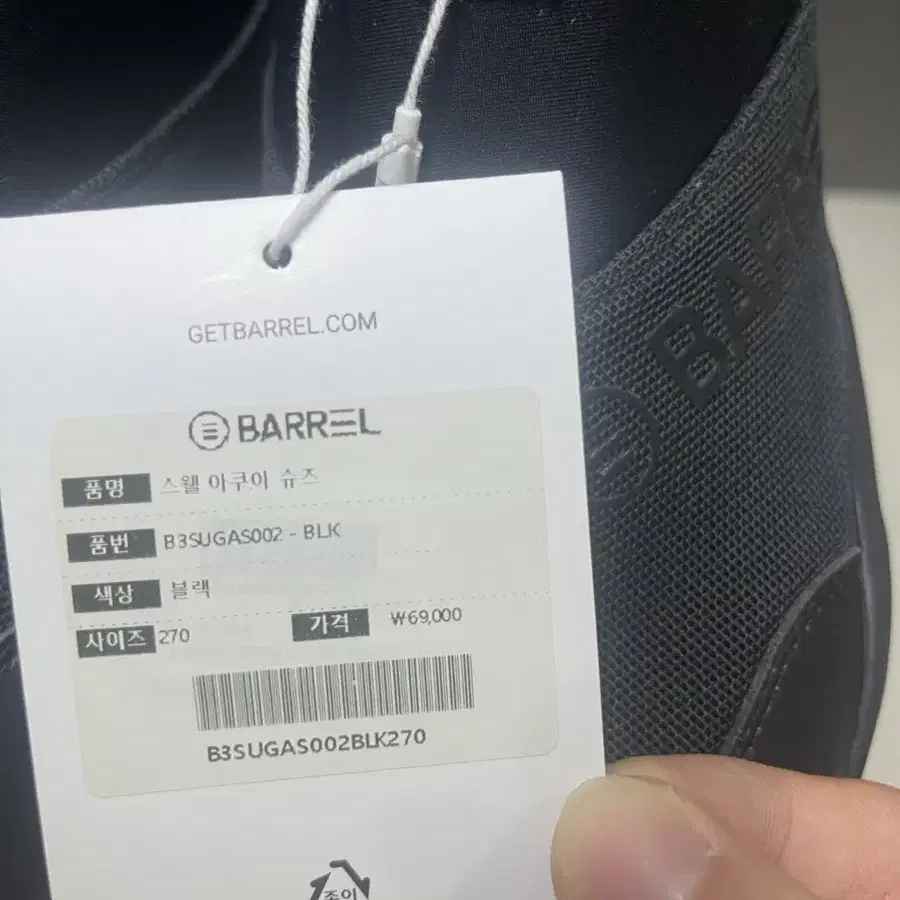 GETBARREL.COM
BARREL
품명 스웰 아쿠아 슈즈
품번 B3SUGAS002 - BLK
색상 블랙
사이즈 270 가격 ₩69,000
B3SUGAS002BLK270
종이
BARREL